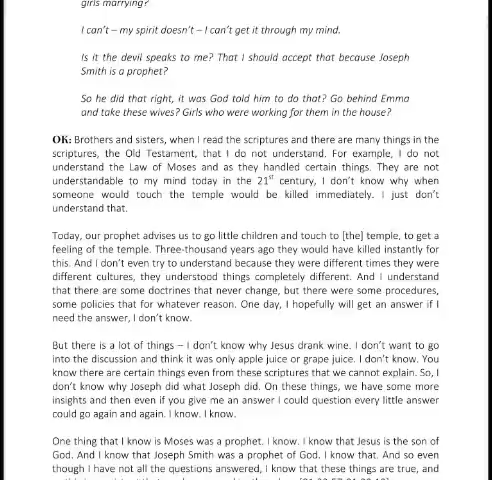 girls marrying?
I can't – my spirit doesn't – I can't get it through my mind.
Is it the devil speaks to me? That I should accept that because Joseph
Smith is a prophet?
So he did that right, it was God told him to do that? Go behind Emma
and take these wives? Girls who were working for them in the house?
OK: Brothers and sisters, when I read the scriptures and there are many things in the
scriptures, the Old Testament, that I do not understand. For example, I do not
understand the Law of Moses and as they handled certain things. They are not
understandable to my mind today in the 21st century, I don't know why when
someone would touch the temple would be killed immediately. I just don't
understand that.
Today, our prophet advises us to go little children and touch to [the] temple, to get a
feeling of the temple. Three-thousand years ago they would have killed instantly for
this. And I don't even try to understand because they were different times they were
different cultures, they understood things completely different. And I understand
that there are some doctrines that never change, but there were some procedures,
some policies that for whatever reason. One day, I hopefully will get an answer if I
need the answer, I don't know.
But there is a lot of things – I don't know why Jesus drank wine. I don't want to go
into the discussion and think it was only apple juice or grape juice. I don't know. You
know there are certain things even from these scriptures that we cannot explain. So, I
don't know why Joseph did what Joseph did. On these things, we have some more
insights and then even if you give me an answer I could question every little answer
could go again and again. I know. I know.
One thing that I know is Moses was a prophet. I know. I know that Jesus is the son of
God. And I know that Joseph Smith was a prophet of God. I know that. And so even
though I have not all the questions answered, I know that these things are true, and